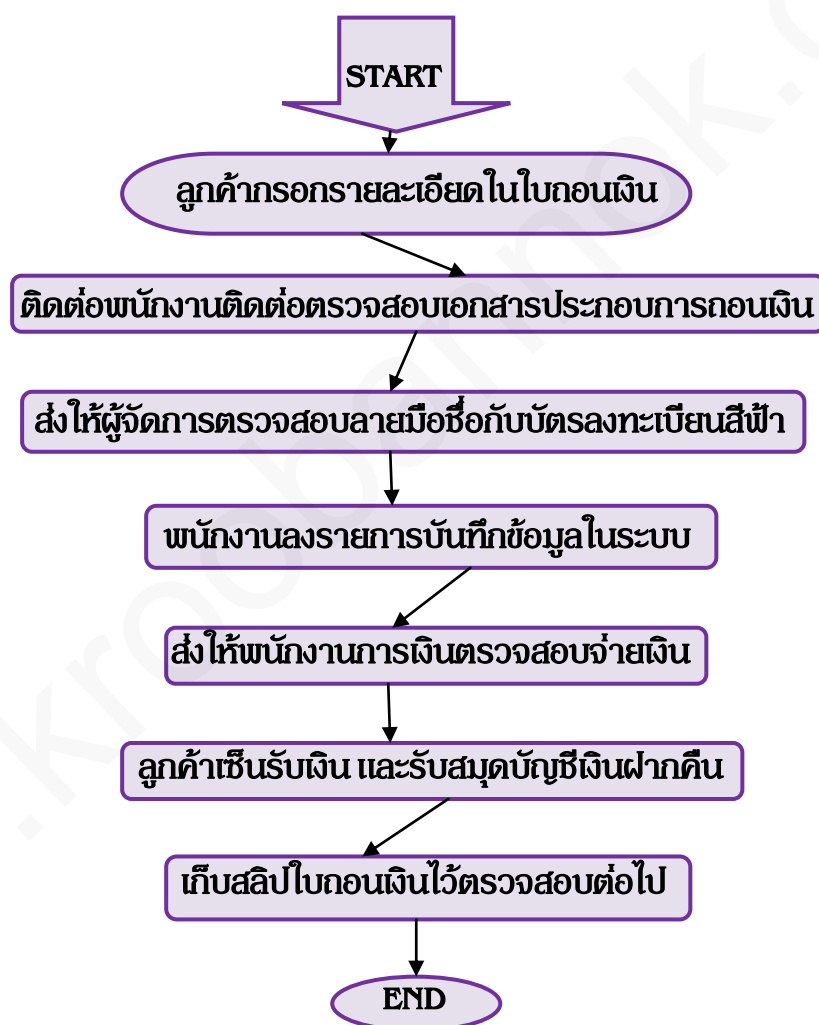 START
ลูกค้ากรอกรายละเอียดในใบถอนเงิน
ติดต่อพนักงานติดต่อตรวจสอบเอกสารประกอบการถอนเงิน
ส่งให้ผู้จัดการตรวจสอบลายมือชื่อกับบัตรลงทะเบียนสีฟ้า
พนักงานลงรายการบันทึกข้อมูลในระบบ
ส่งให้พนักงานการเงินตรวจสอบจ่ายเงิน
ลูกค้าเซ็นรับเงิน และรับสมุดบัญชีเงินฝากคืน
เก็บสลิปใบถอนเงินไว้ตรวจสอบต่อไป
END
.kroobannok.c